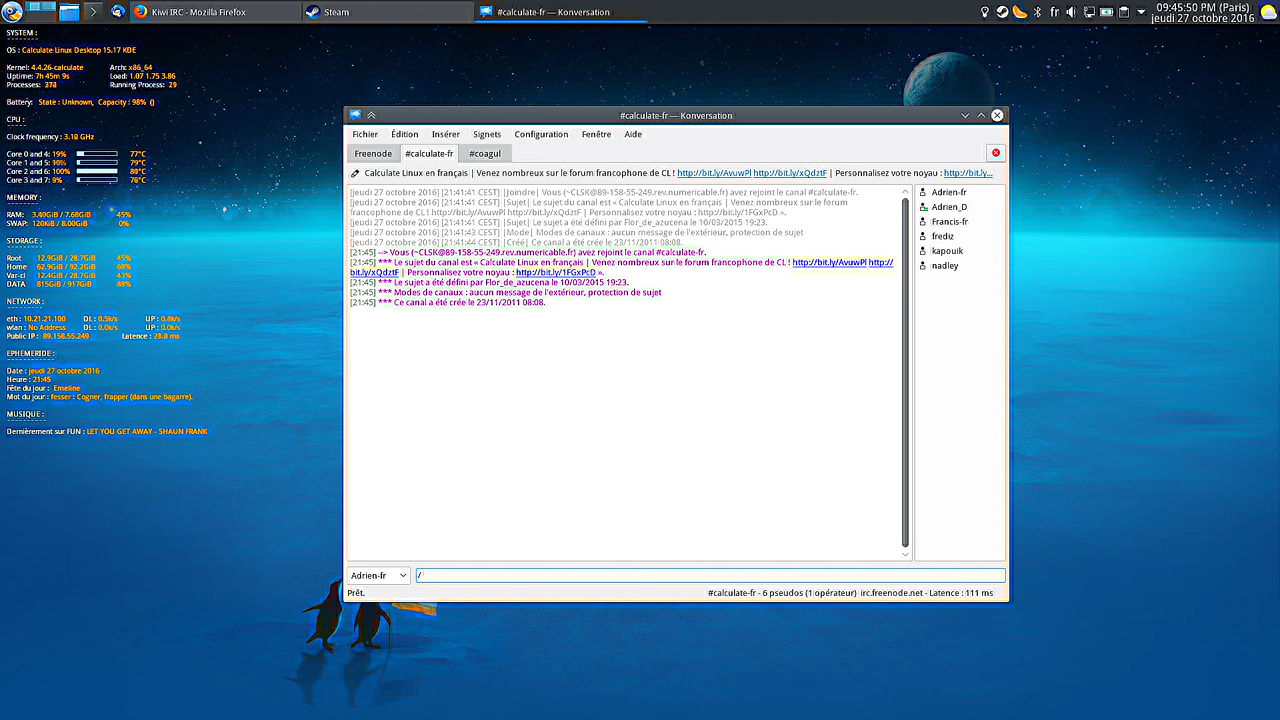 Kiwi IRC - Mozilla Firefox
Steam
#calculate-fr — Konversation
fr
09:45:50 PM (Paris),
jeudi 27 octobre 2016
SYSTEM :
OS : Calculate Linux Desktop 15.17 KDE
Kernel: 4.4.26-calculate Arch: x86_64
Uptime: 7h 45m 9s Load: 1.07 1.75 3.86
Processes: Running Process: 29
Battery: State : Unknown, Capacity : 98% ()
CPU :
Clock frequency : 3.10 GHz
Core 0 and 4: 19% 77°C
Core 1 and 5: 79°C
Core 2 and 6: 100% 80°C
Core 3 and 7: 9%
MEMORY :
RAM: 3.49GiB / 7.68GiB 45%
SWAP: 120KiB / 8.00GiB 0%
STORAGE :
Root 12.9GiB / 28.7GiB 45%
Home 62.9GiB / 92.2GiB 68%
Var-cl 12.4GiB / 28.7GiB 43%
DATA 815GiB / 917GiB 88%
NETWORK :
eth : 10.21.21.100 DL : 0.5k/s UP : 0.8k/s
wlan : No Address DL : 0.0k/s UP : 0.0k/s
Public IP : 89.158.55.249 Latence : ms
EPHEMERIDE :
Date : jeudi 27 octobre 2016
Heure : 21:45
Fête du jour : Emeline
Mot du jour : fesser : Cogner, frapper (dans une bagarre).
MUSIQUE :
Dernièrement sur FUN : LET YOU GET AWAY - SHAUN FRANK
#calculate-fr — Konversation
Fichier Édition Insérer Signets Configuration Fenêtre Aide
Freenode #calculate-fr #coagul
Calculate Linux en français | Venez nombreux sur le forum francophone de CL ! http://bit.ly/AvuwPl http://bit.ly/xQdztF | Personnalisez votre noyau : http://bit.ly...
[jeudi 27 octobre 2016] [21:41:41 CEST] |Joindre| Vous (~CLSK@89-158-55-249.rev.numericable.fr) avez rejoint le canal #calculate-fr.
[jeudi 27 octobre 2016] [21:41:41 CEST] |Sujet| Le sujet du canal est « Calculate Linux en français | Venez nombreux sur le forum
francophone de CL ! http://bit.ly/AvuwPl http://bit.ly/xQdztF | Personnalisez votre noyau : http://bit.ly/1FGxPcD ».
[jeudi 27 octobre 2016] [21:41:41 CEST] |Sujet| Le sujet a été défini par Flor_de_azucena le 10/03/2015 19:23.
[jeudi 27 octobre 2016] [21:41:43 CEST] |Mode| Modes de canaux : aucun message de l'extérieur, protection de sujet
[jeudi 27 octobre 2016] [21:41:44 CEST] |Créé| Ce canal a été crée le 23/11/2011 08:08.
[21:45] --> Vous (~CLSK@89-158-55-249.rev.numericable.fr) avez rejoint le canal #calculate-fr.
[21:45] *** Le sujet du canal est « Calculate Linux en français | Venez nombreux sur le forum francophone de CL ! http://bit.ly/AvuwPl http://
bit.ly/xQdztF | Personnalisez votre noyau : http://bit.ly/1FGxPcD ».
[21:45] *** Le sujet a été défini par Flor_de_azucena le 10/03/2015 19:23.
[21:45] *** Modes de canaux : aucun message de l'extérieur, protection de sujet
[21:45] *** Ce canal a été crée le 23/11/2011 08:08.
Adrien-fr
Adrien_D
Francis-fr
frediz
kapouik
nadley
Adrien-fr /
Prêt. #calculate-fr - 6 pseudos (1 opérateur) irc.freenode.net - Latence : 111 ms